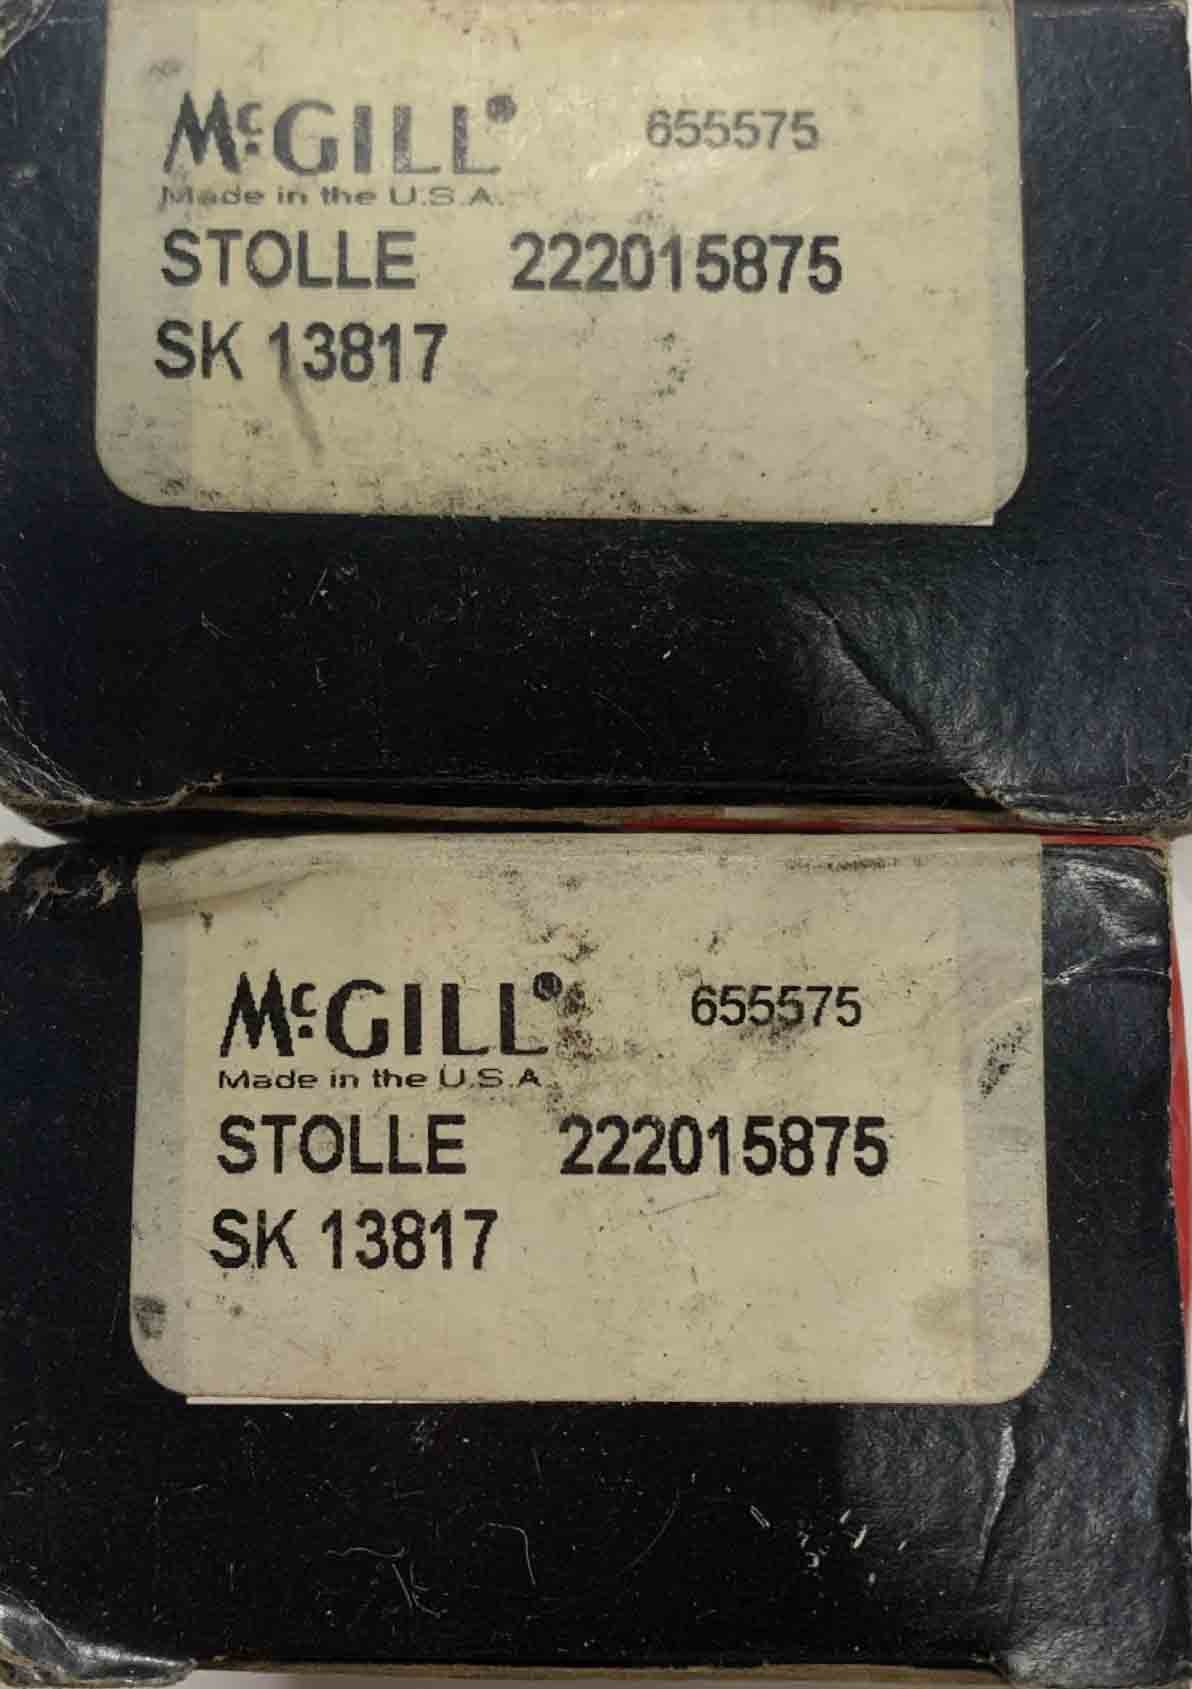 McGILL® 655575
Made in the U.S.A.
STOLLE 222015875
SK 13817
McGILL® 655575
Made in the U.S.A.
STOLLE 222015875
SK 13817